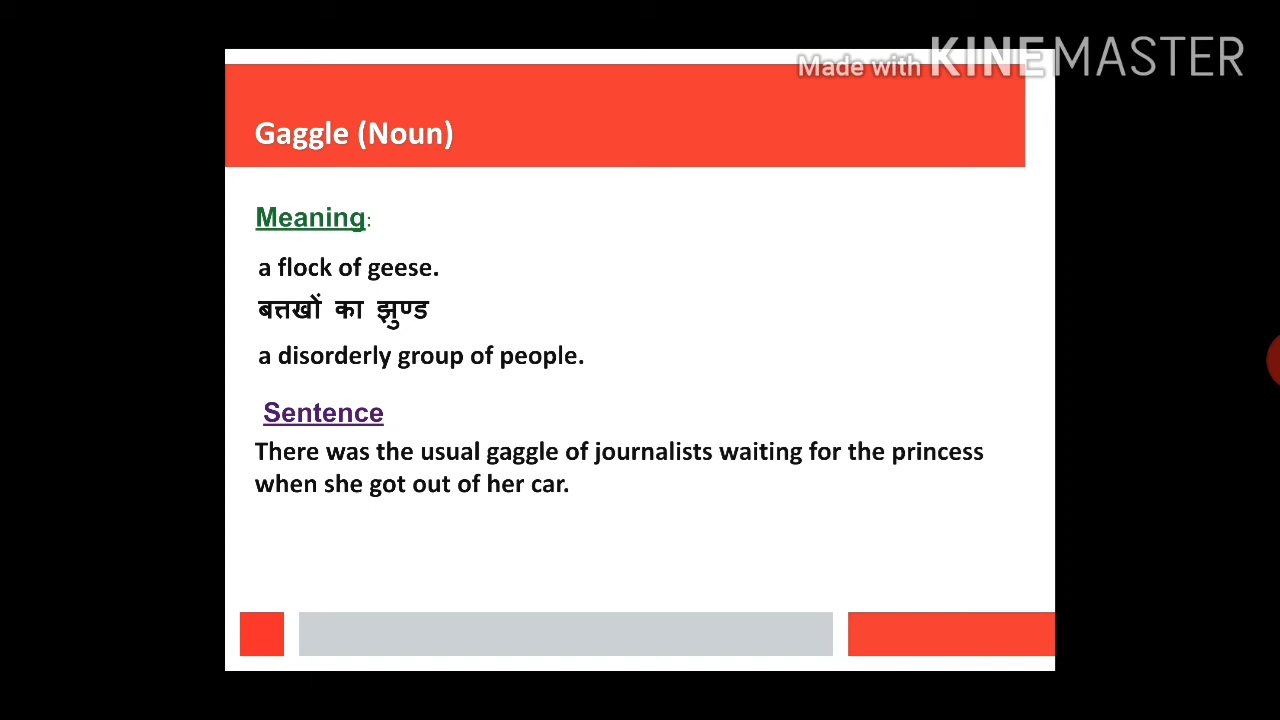 Made with KINEMASTER
Gaggle (Noun)
Meaning:
a flock of geese.
बत्तखों का झुण्ड
a disorderly group of people.
Sentence
There was the usual gaggle of journalists waiting for the princess
when she got out of her car.